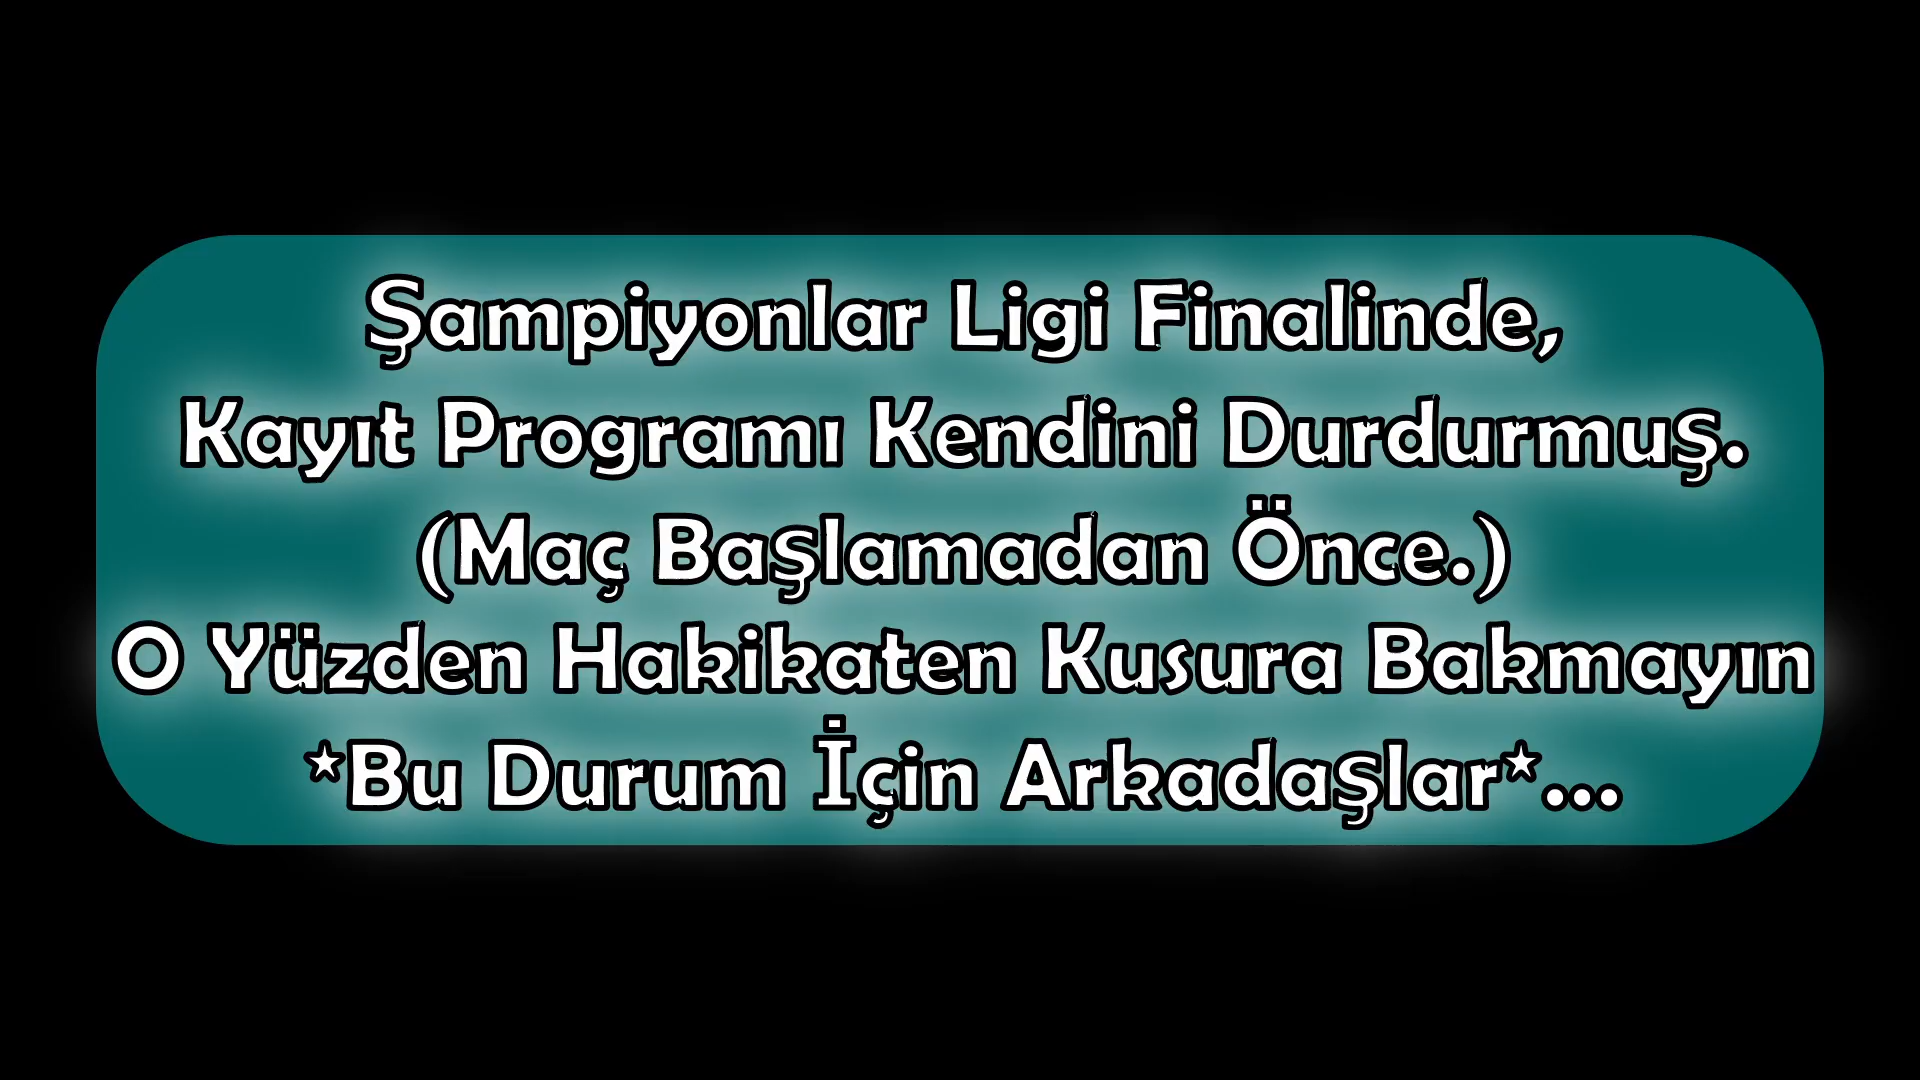 Şampiyonlar Ligi Finalinde,
Kayıt Programı Kendini Durdurmuş.
(Maç Başlamadan Önce.)
O Yüzden Hakikaten Kusura Bakmayın
*Bu Durum İçin Arkadaşlar*...